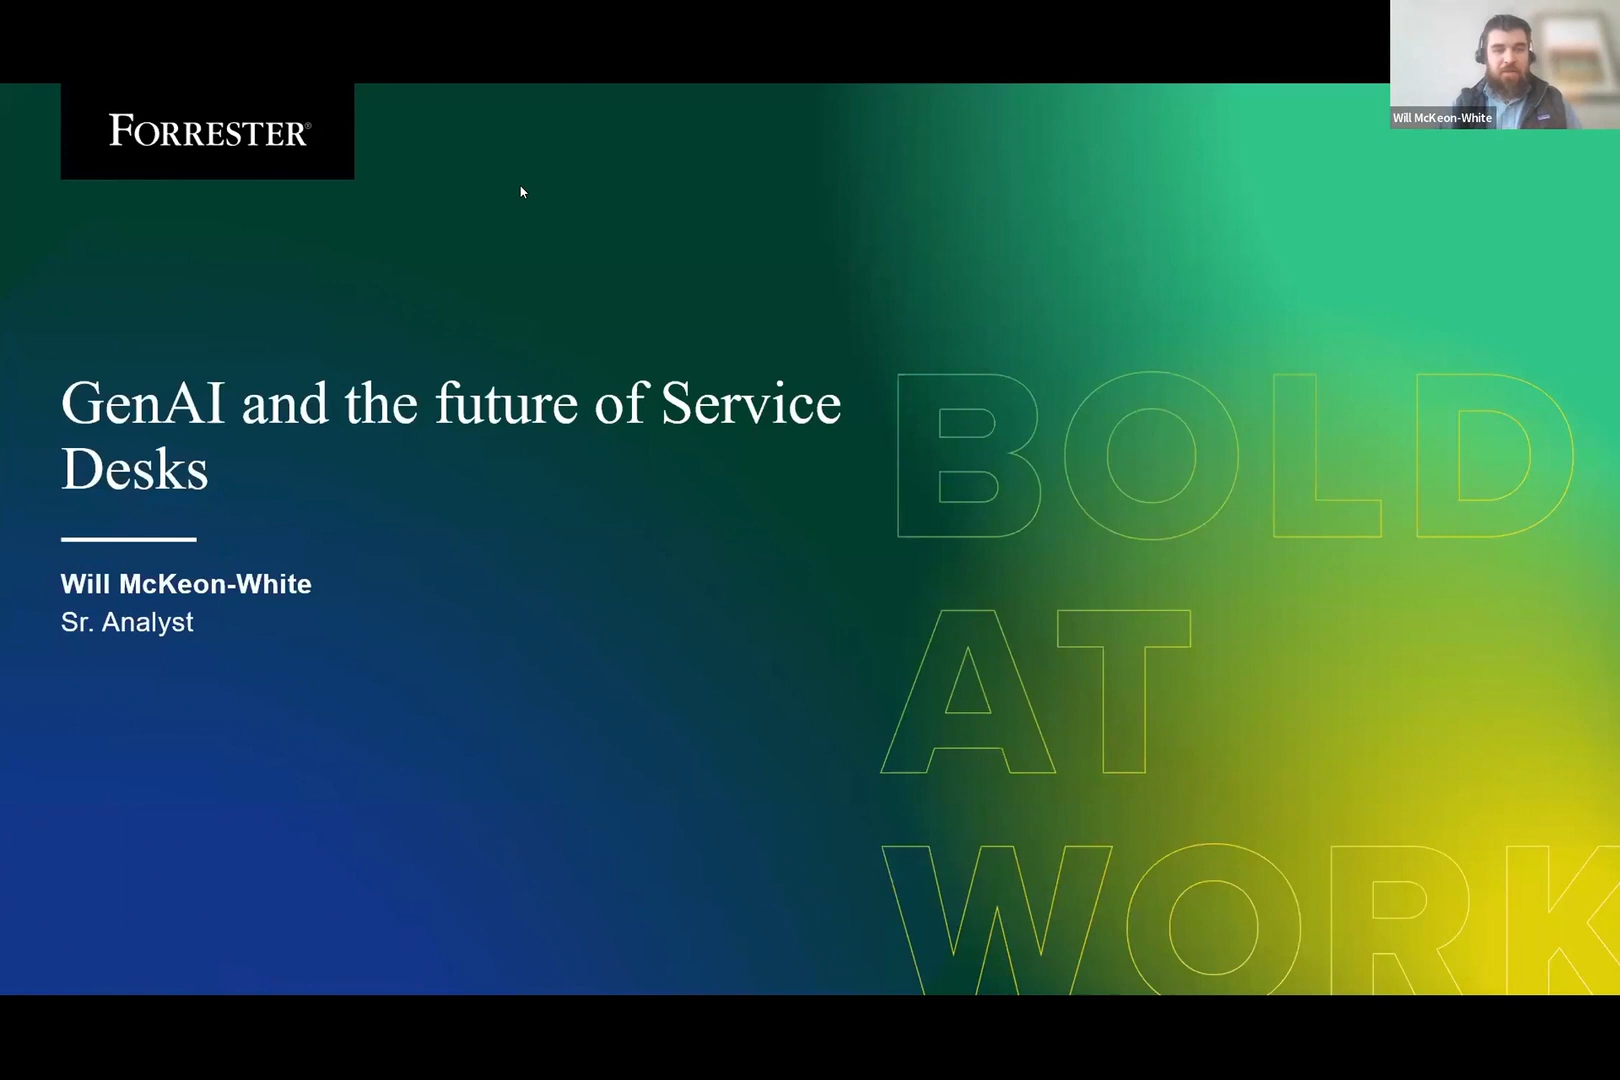 Will McKeon-White
FORRESTER®
GenAI and the future of Service
Desks
Will McKeon-White
Sr. Analyst
BOLD
AT
WORK